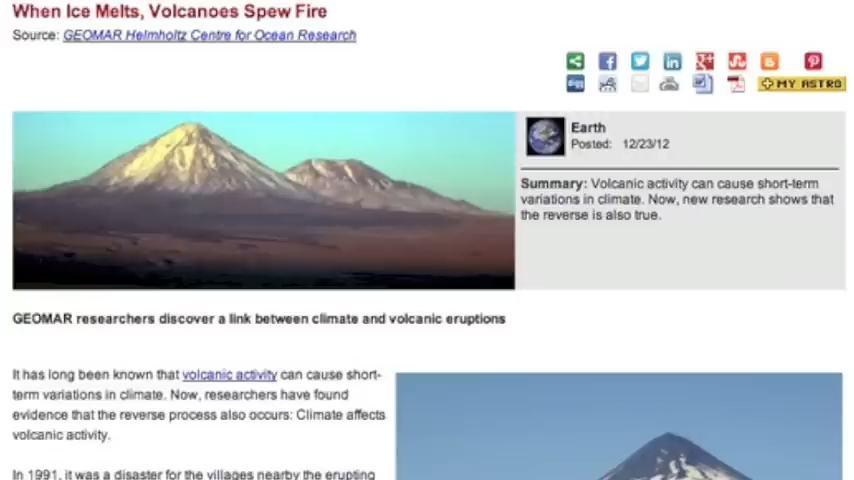 When Ice Melts, Volcanoes Spew Fire
Source: GEOMAR Helmholtz Centre for Ocean Research
MY ASTRO
Earth
Posted: 12/23/12
Summary: Volcanic activity can cause short-term
variations in climate. Now, new research shows that
the reverse is also true.
GEOMAR researchers discover a link between climate and volcanic eruptions
It has long been known that volcanic activity can cause short-
term variations in climate. Now, researchers have found
evidence that the reverse process also occurs: Climate affects
volcanic activity.
In 1991, it was a disaster for the villages nearby the erupting